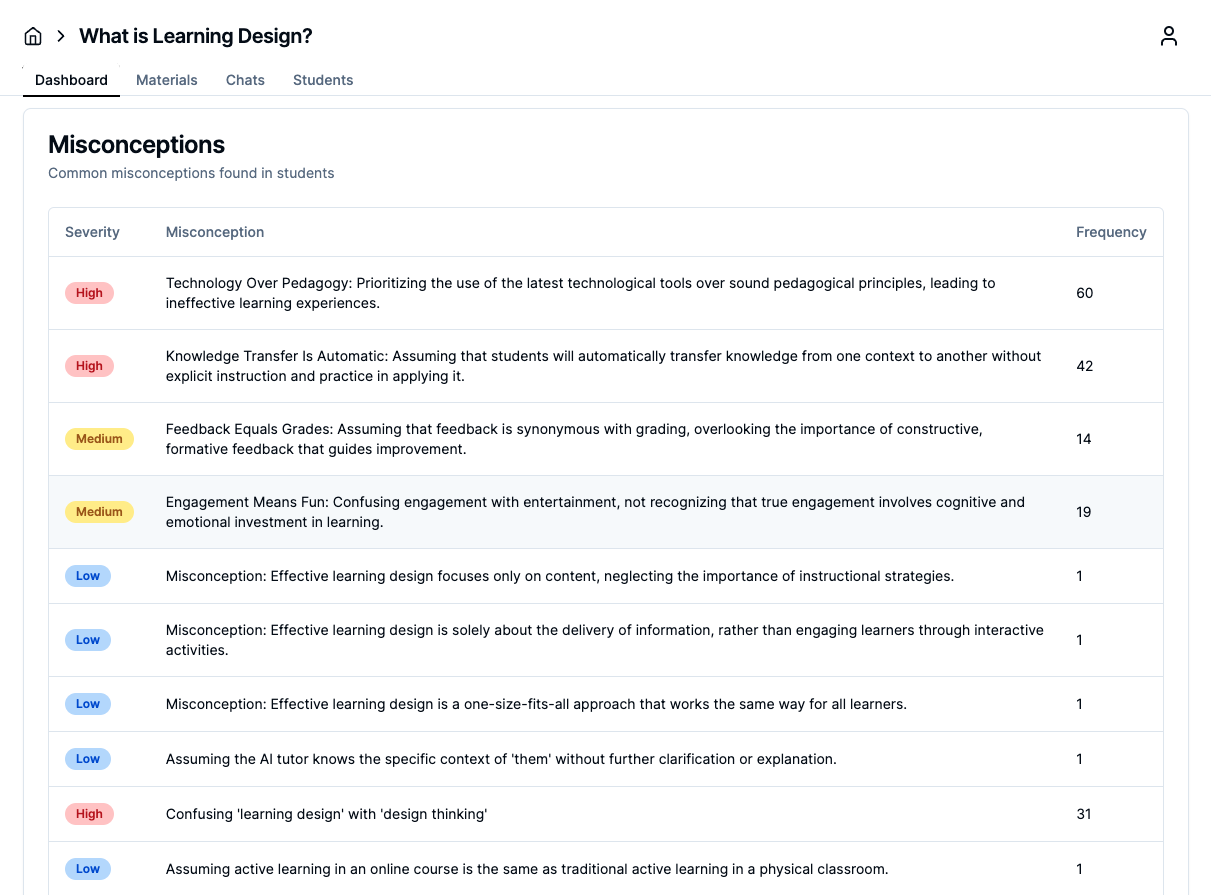 What is Learning Design?
Dashboard Materials Chats Students
Misconceptions
Common misconceptions found in students
Severity Misconception Frequency
High Technology Over Pedagogy: Prioritizing the use of the latest technological tools over sound pedagogical principles, leading to
ineffective learning experiences. 60
High Knowledge Transfer Is Automatic: Assuming that students will automatically transfer knowledge from one context to another without
explicit instruction and practice in applying it. 42
Medium Feedback Equals Grades: Assuming that feedback is synonymous with grading, overlooking the importance of constructive,
formative feedback that guides improvement. 14
Medium Engagement Means Fun: Confusing engagement with entertainment, not recognizing that true engagement involves cognitive and
emotional investment in learning. 19
Low Misconception: Effective learning design focuses only on content, neglecting the importance of instructional strategies. 1
Low Misconception: Effective learning design is solely about the delivery of information, rather than engaging learners through interactive
activities. 1
Low Misconception: Effective learning design is a one-size-fits-all approach that works the same way for all learners. 1
Low Assuming the AI tutor knows the specific context of 'them' without further clarification or explanation. 1
High Confusing 'learning design' with 'design thinking' 31
Low Assuming active learning in an online course is the same as traditional active learning in a physical classroom. 1